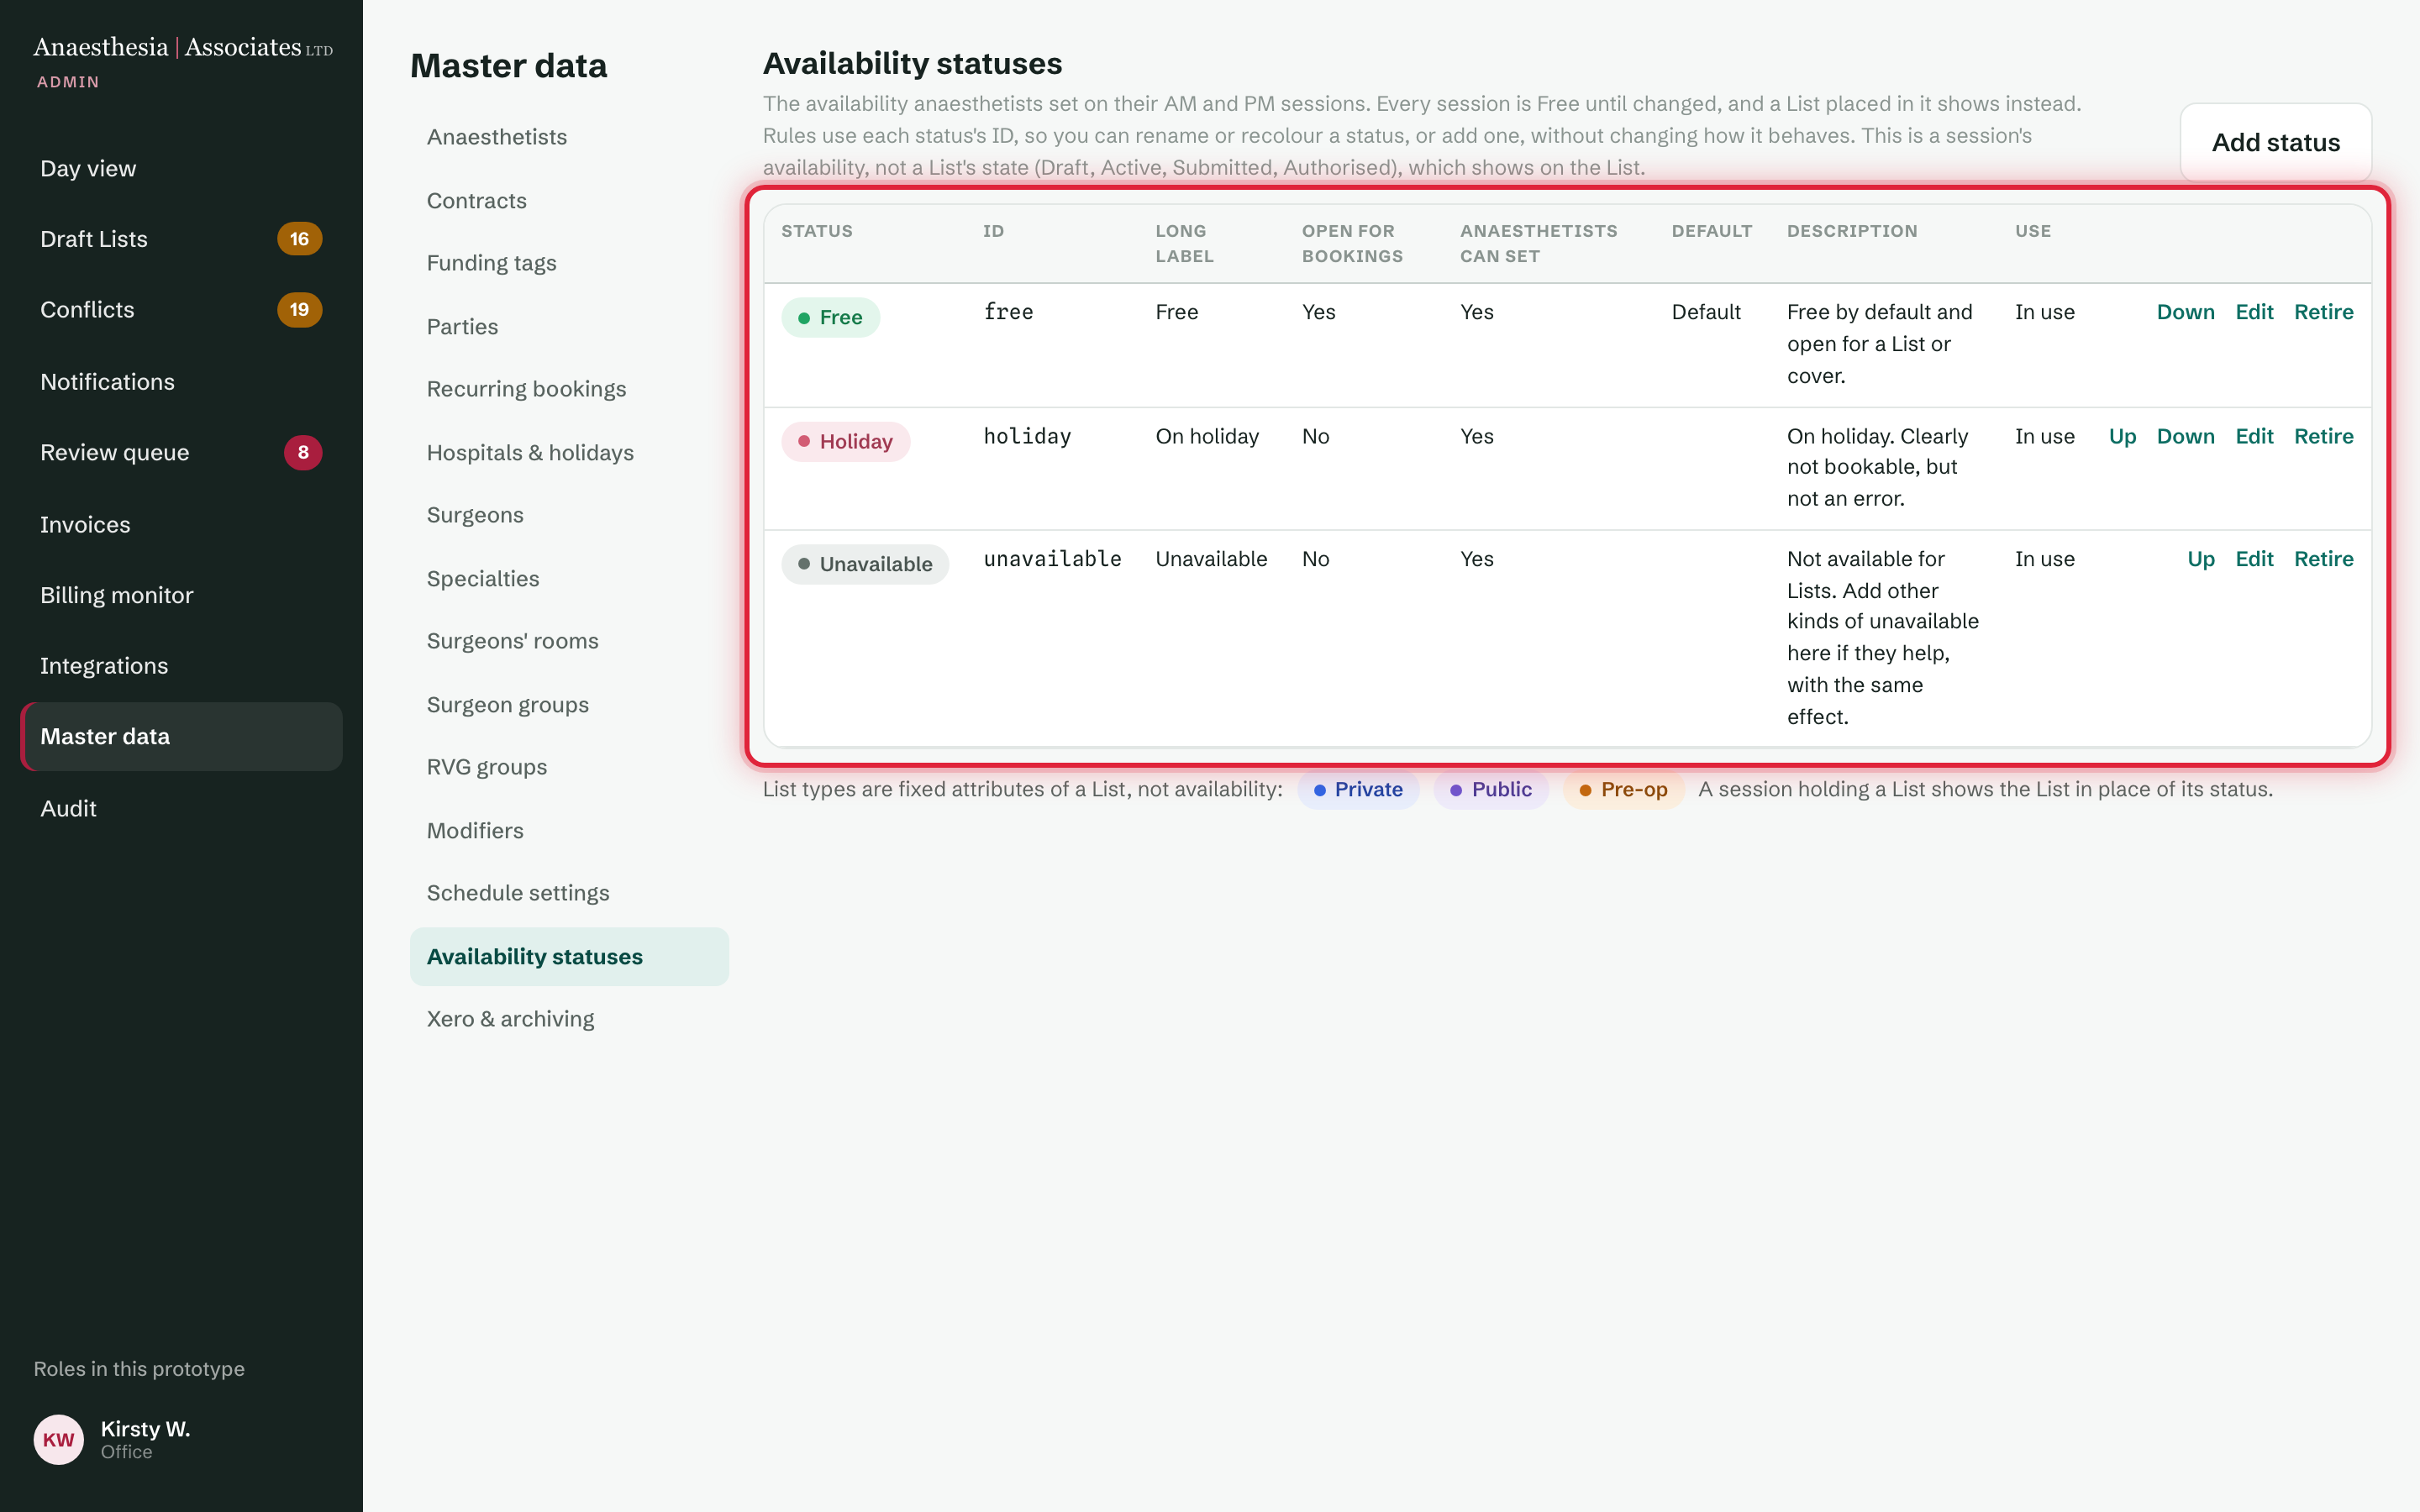 Anaesthesia | Associates LTD
ADMIN
Day view
Draft Lists 16
Conflicts 19
Notifications
Review queue 8
Invoices
Billing monitor
Integrations
Master data
Audit
Roles in this prototype
KW
Kirsty W.
Office
Master data
Anaesthetists
Contracts
Funding tags
Parties
Recurring bookings
Hospitals & holidays
Surgeons
Specialties
Surgeons' rooms
Surgeon groups
RVG groups
Modifiers
Schedule settings
Availability statuses
Xero & archiving
Availability statuses
The availability anaesthetists set on their AM and PM sessions. Every session is Free until changed, and a List placed in it shows instead.
Rules use each status's ID, so you can rename or recolour a status, or add one, without changing how it behaves. This is a session's
availability, not a List's state (Draft, Active, Submitted, Authorised), which shows on the List.
Add status
STATUS ID LONG LABEL OPEN FOR BOOKINGS ANAESTHETISTS CAN SET DEFAULT DESCRIPTION USE
Free free Free Yes Yes Default Free by default and In use Down Edit Retire
open for a List or
cover.
Holiday holiday On holiday No Yes On holiday. Clearly In use Up Down Edit Retire
not bookable, but
not an error.
Unavailable unavailable Unavailable No Yes Not available for In use Up Edit Retire
Lists. Add other
kinds of unavailable
here if they help,
with the same
effect.
List types are fixed attributes of a List, not availability: Private Public Pre-op A session holding a List shows the List in place of its status.